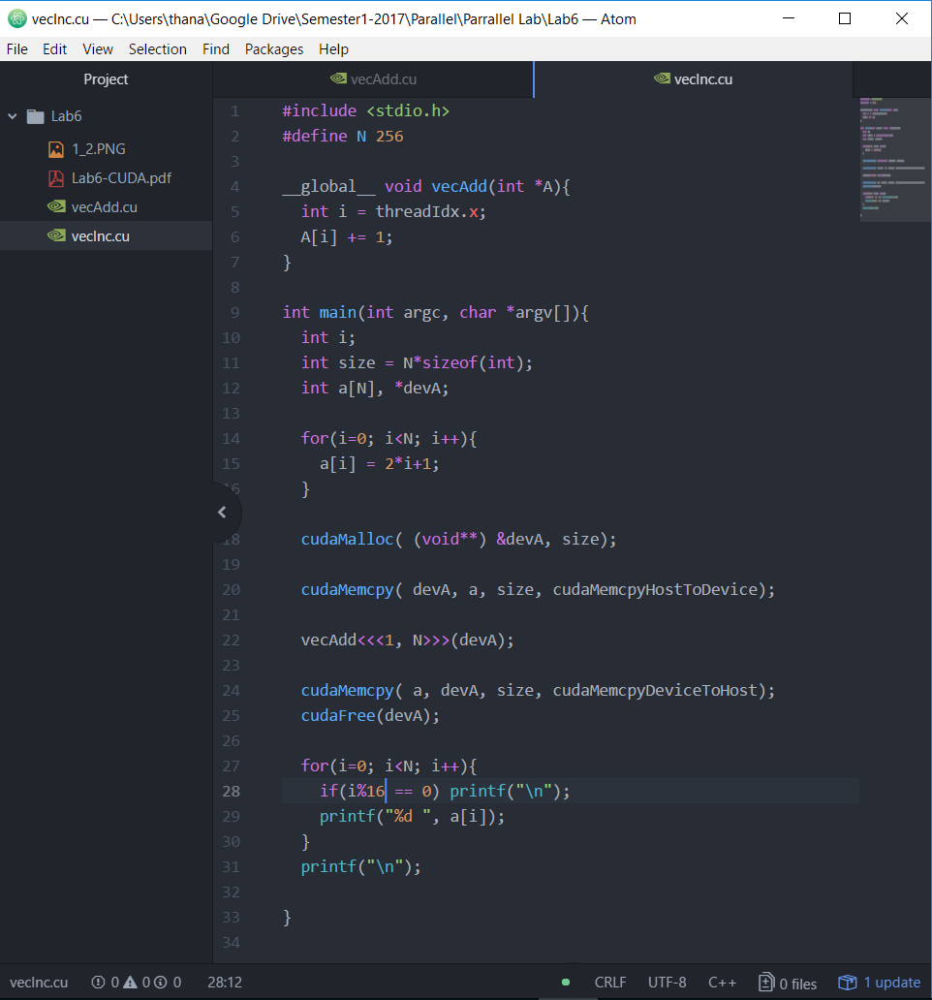 vecInc.cu — C:\Users\thana\Google Drive\Semester1-2017\Parallel\Parrallel Lab\Lab6 — Atom
File Edit View Selection Find Packages Help
Project
Lab6
1_2.PNG
Lab6-CUDA.pdf
vecAdd.cu
vecInc.cu
vecAdd.cu vecInc.cu
1 #include <stdio.h>
2 #define N 256
3
4 __global__ void vecAdd(int *A){
5 int i = threadIdx.x;
6 A[i] += 1;
7 }
8
9 int main(int argc, char *argv[]){
10 int i;
11 int size = N*sizeof(int);
12 int a[N], *devA;
13
14 for(i=0; i<N; i++){
15 a[i] = 2*i+1;
16 }
18 cudaMalloc( (void**) &devA, size);
19
20 cudaMemcpy( devA, a, size, cudaMemcpyHostToDevice);
21
22 vecAdd<<<1, N>>>(devA);
23
24 cudaMemcpy( a, devA, size, cudaMemcpyDeviceToHost);
25 cudaFree(devA);
26
27 for(i=0; i<N; i++){
28 if(i%16 == 0) printf("\n");
29 printf("%d ", a[i]);
30 }
31 printf("\n");
32
33 }
34
vecInc.cu 0 0 0 28:12 CRLF UTF-8 C++ 0 files 1 update